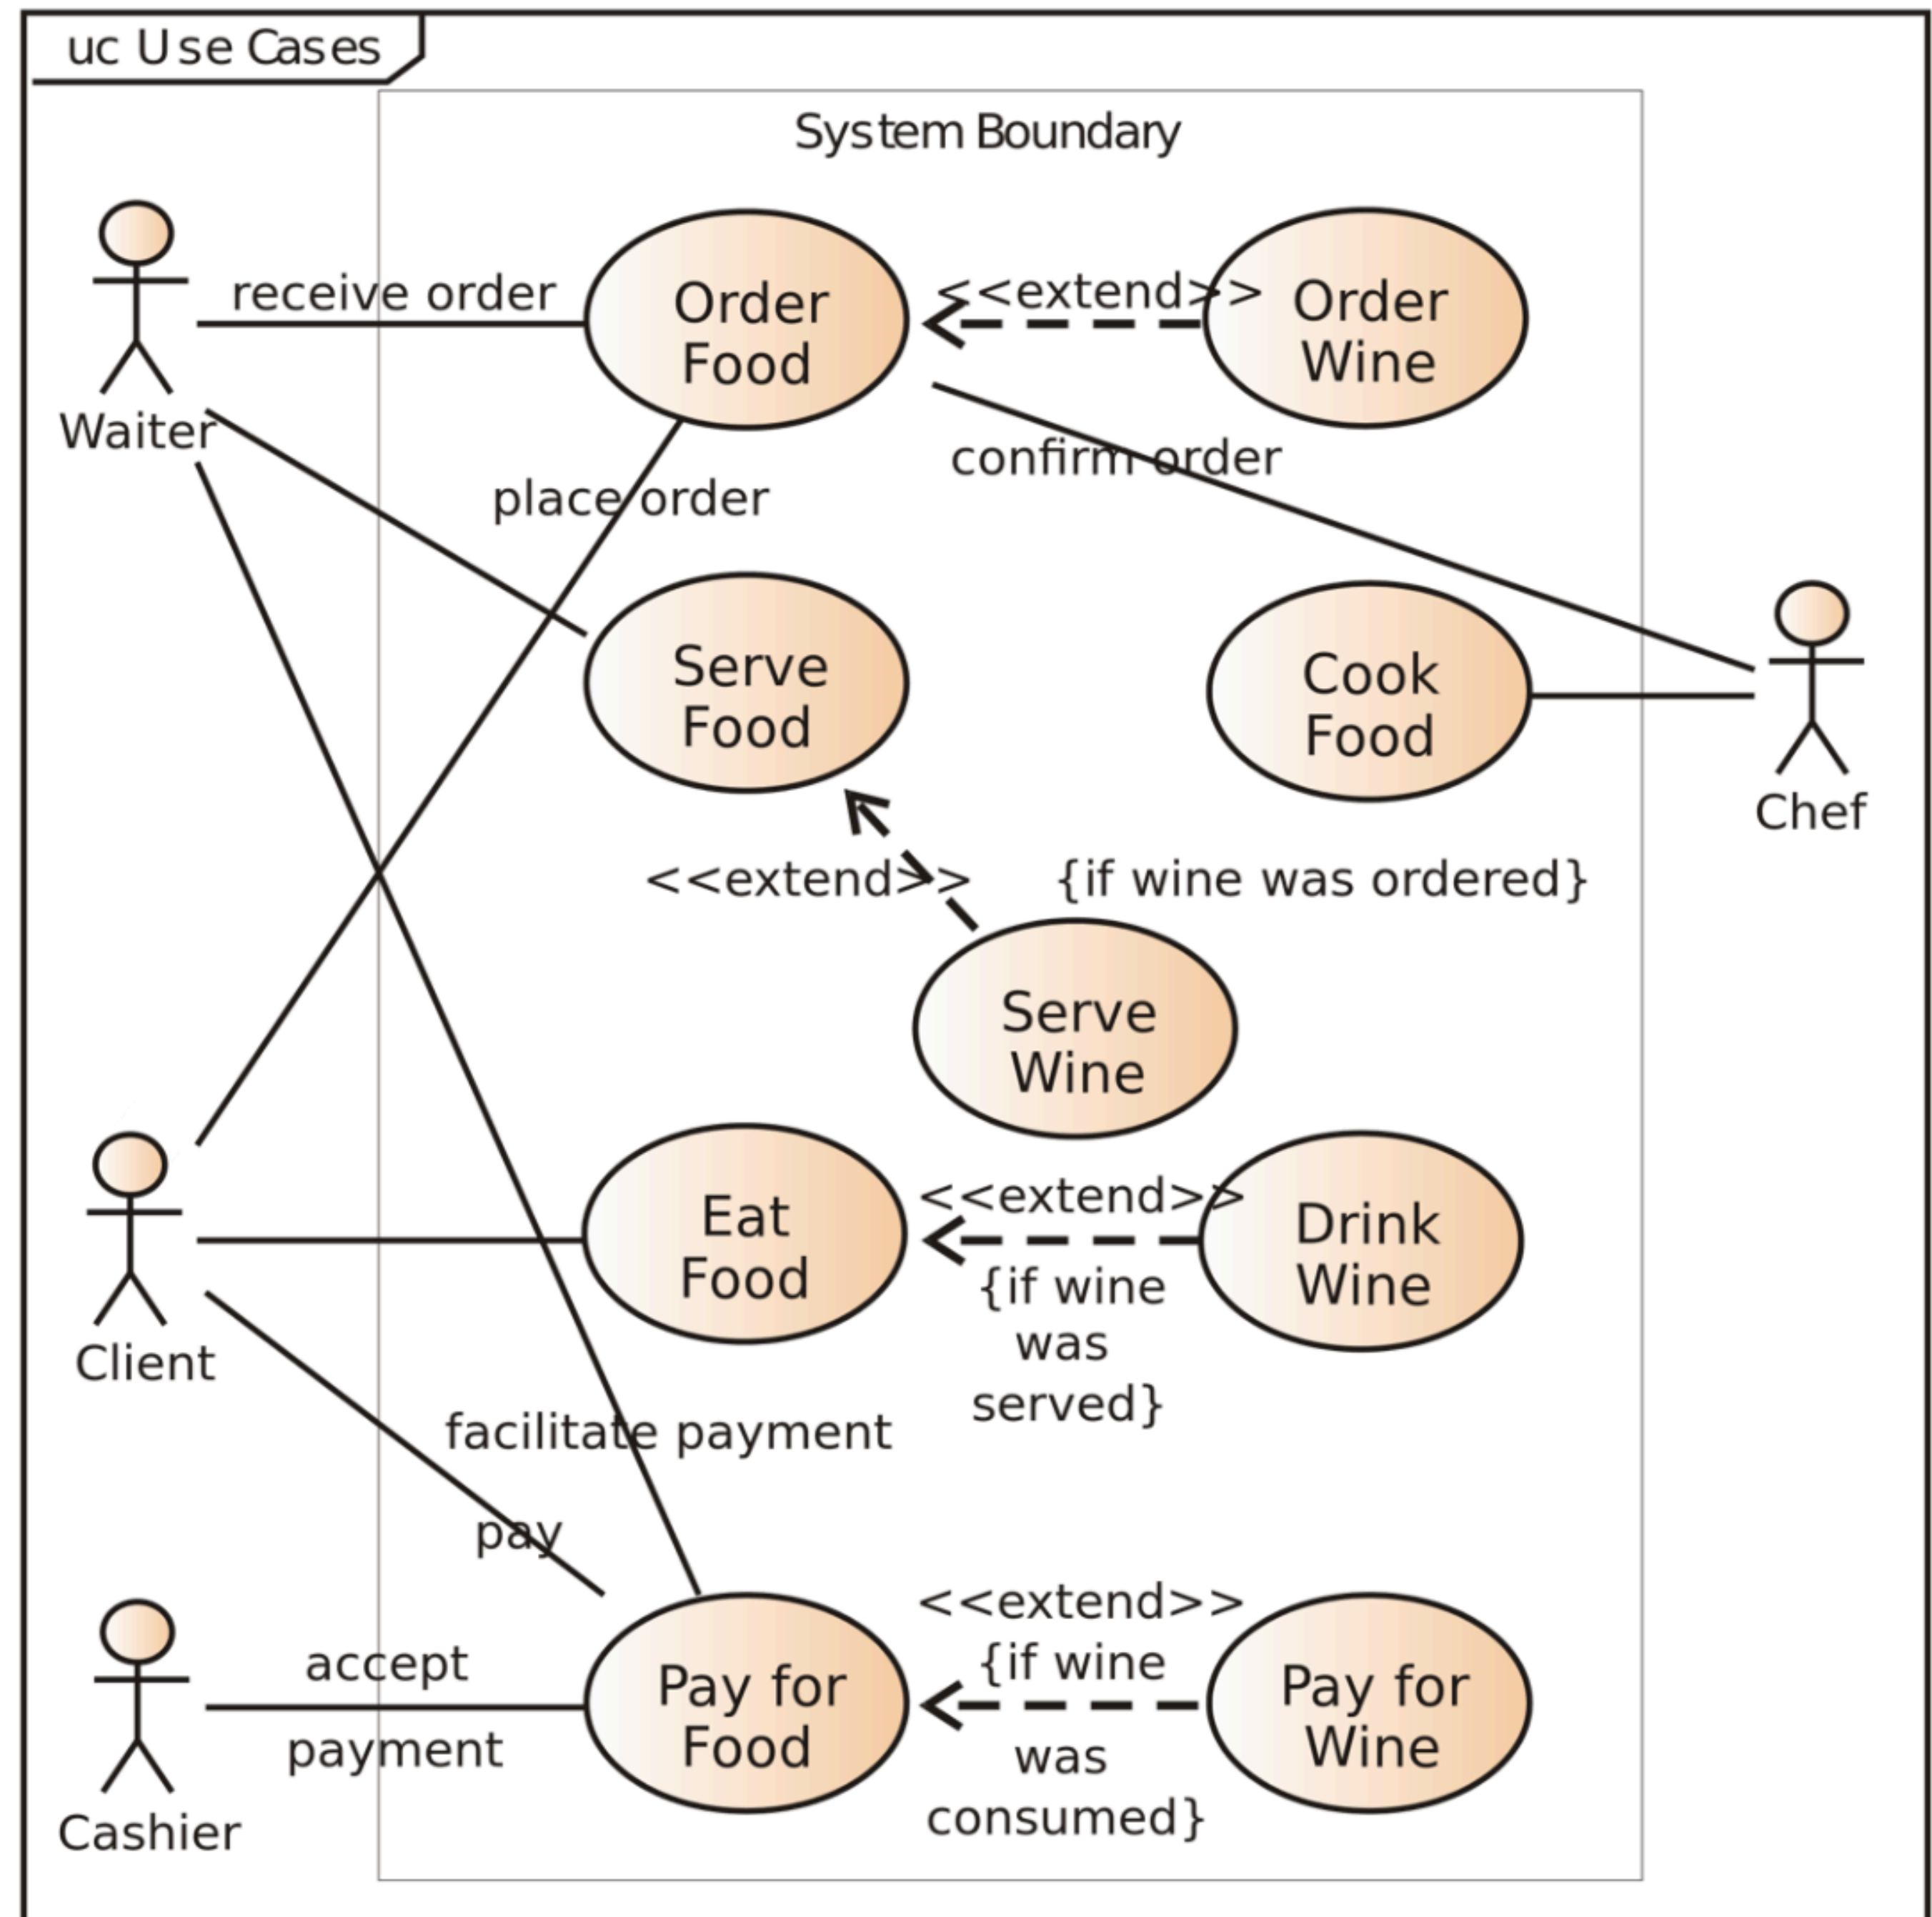 uc Use Cases
System Boundary
receive order
Order
Food
<<extend>>
Order
Wine
Waiter
confirm order
place order
Serve
Food
Cook
Food
Chef
<<extend>>
{if wine was ordered}
Serve
Wine
Eat
Food
<<extend>>
{if wine
was
served}
Drink
Wine
Client
facilitate payment
pay
accept
payment
Cashier
Pay for
Food
<<extend>>
{if wine
was
consumed}
Pay for
Wine